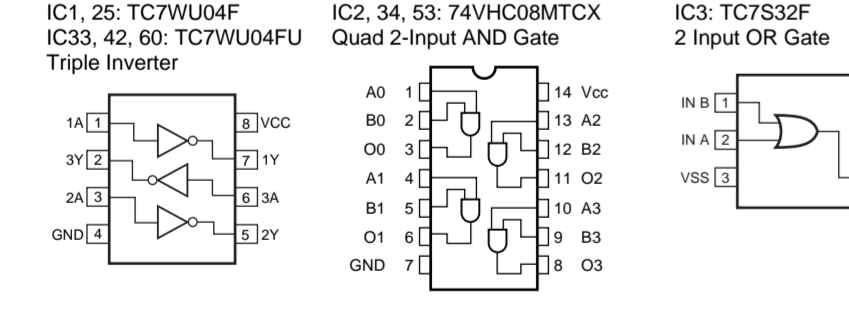 IC1, 25: TC7WU04F
IC33, 42, 60: TC7WU04FU
Triple Inverter
1A 1
8 VCC
3Y 2
7 1Y
2A 3
6 3A
GND 4
5 2Y
IC2, 34, 53: 74VHC08MTCX
Quad 2-Input AND Gate
A0 1
14 Vcc
B0 2
13 A2
O0 3
12 B2
A1 4
11 O2
B1 5
10 A3
O1 6
9 B3
GND 7
8 O3
IC3: TC7S32F
2 Input OR Gate
IN B 1
IN A 2
VSS 3